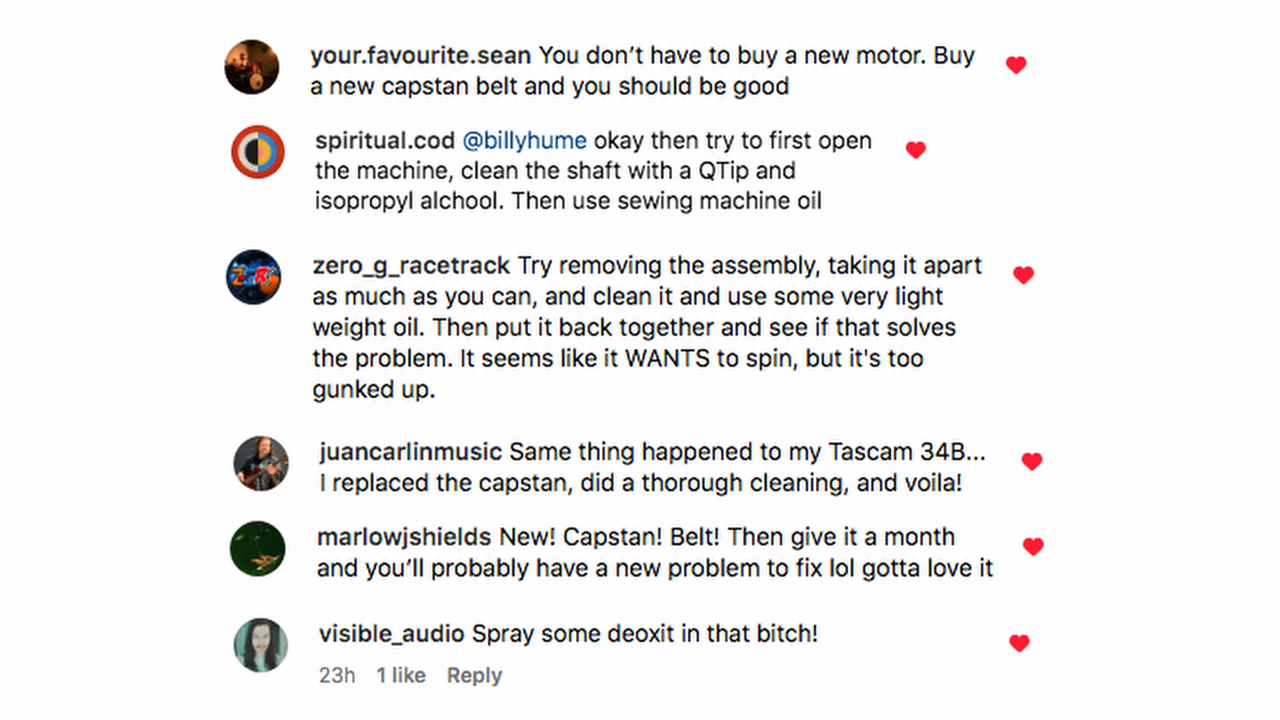 your.favourite.sean You don’t have to buy a new motor. Buy
a new capstan belt and you should be good
spiritual.cod @billyhume okay then try to first open
the machine, clean the shaft with a QTip and
isopropyl alchool. Then use sewing machine oil
zero_g_racetrack Try removing the assembly, taking it apart
as much as you can, and clean it and use some very light
weight oil. Then put it back together and see if that solves
the problem. It seems like it WANTS to spin, but it's too
gunked up.
juancarlinmusic Same thing happened to my Tascam 34B...
I replaced the capstan, did a thorough cleaning, and voila!
marlowjshields New! Capstan! Belt! Then give it a month
and you’ll probably have a new problem to fix lol gotta love it
visible_audio Spray some deoxit in that bitch!
23h 1 like Reply